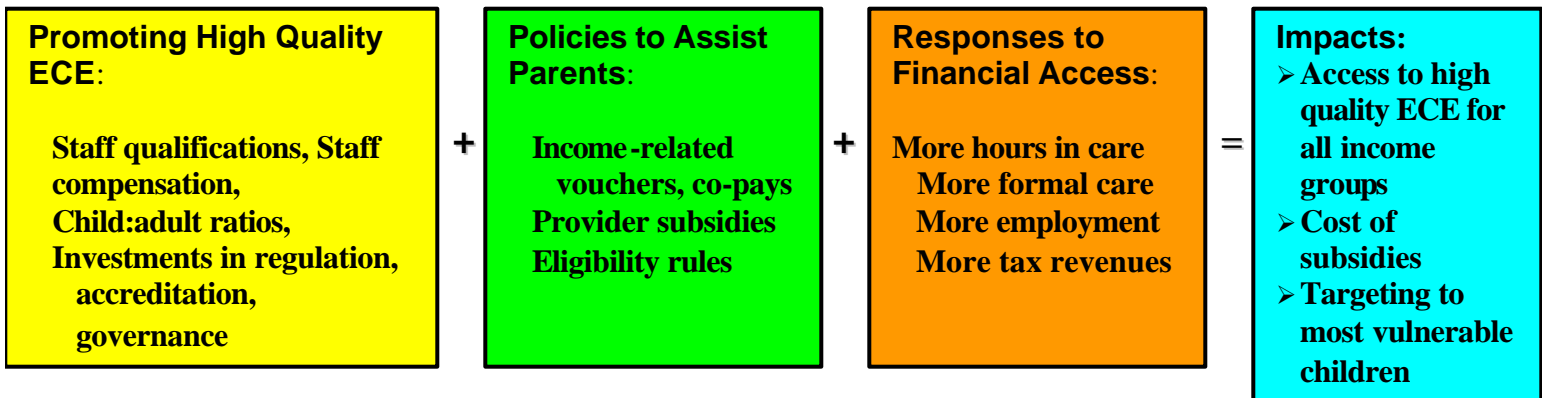 Promoting High Quality
ECE:
Staff qualifications, Staff
compensation,
Child:adult ratios,
Investments in regulation,
accreditation,
governance
+
Policies to Assist
Parents:
Income-related
vouchers, co-pays
Provider subsidies
Eligibility rules
+
Responses to
Financial Access:
More hours in care
More formal care
More employment
More tax revenues
=
Impacts:
➢ Access to high
quality ECE for
all income
groups
➢ Cost of
subsidies
➢ Targeting to
most vulnerable
children